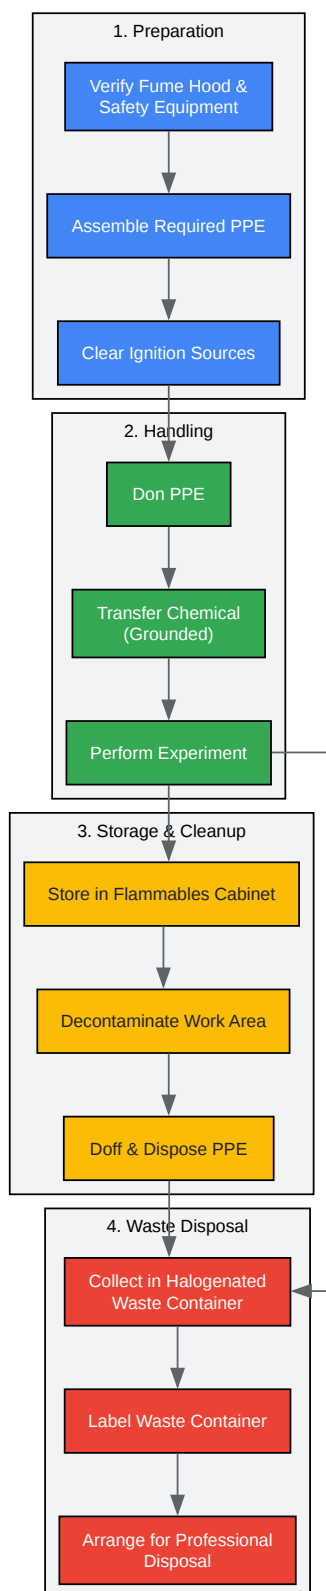 1. Preparation
Verify Fume Hood &
Safety Equipment
Assemble Required PPE
Clear Ignition Sources
2. Handling
Don PPE
Transfer Chemical
(Grounded)
Perform Experiment
3. Storage & Cleanup
Store in Flammables Cabinet
Decontaminate Work Area
Doff & Dispose PPE
4. Waste Disposal
Collect in Halogenated
Waste Container
Label Waste Container
Arrange for Professional
Disposal